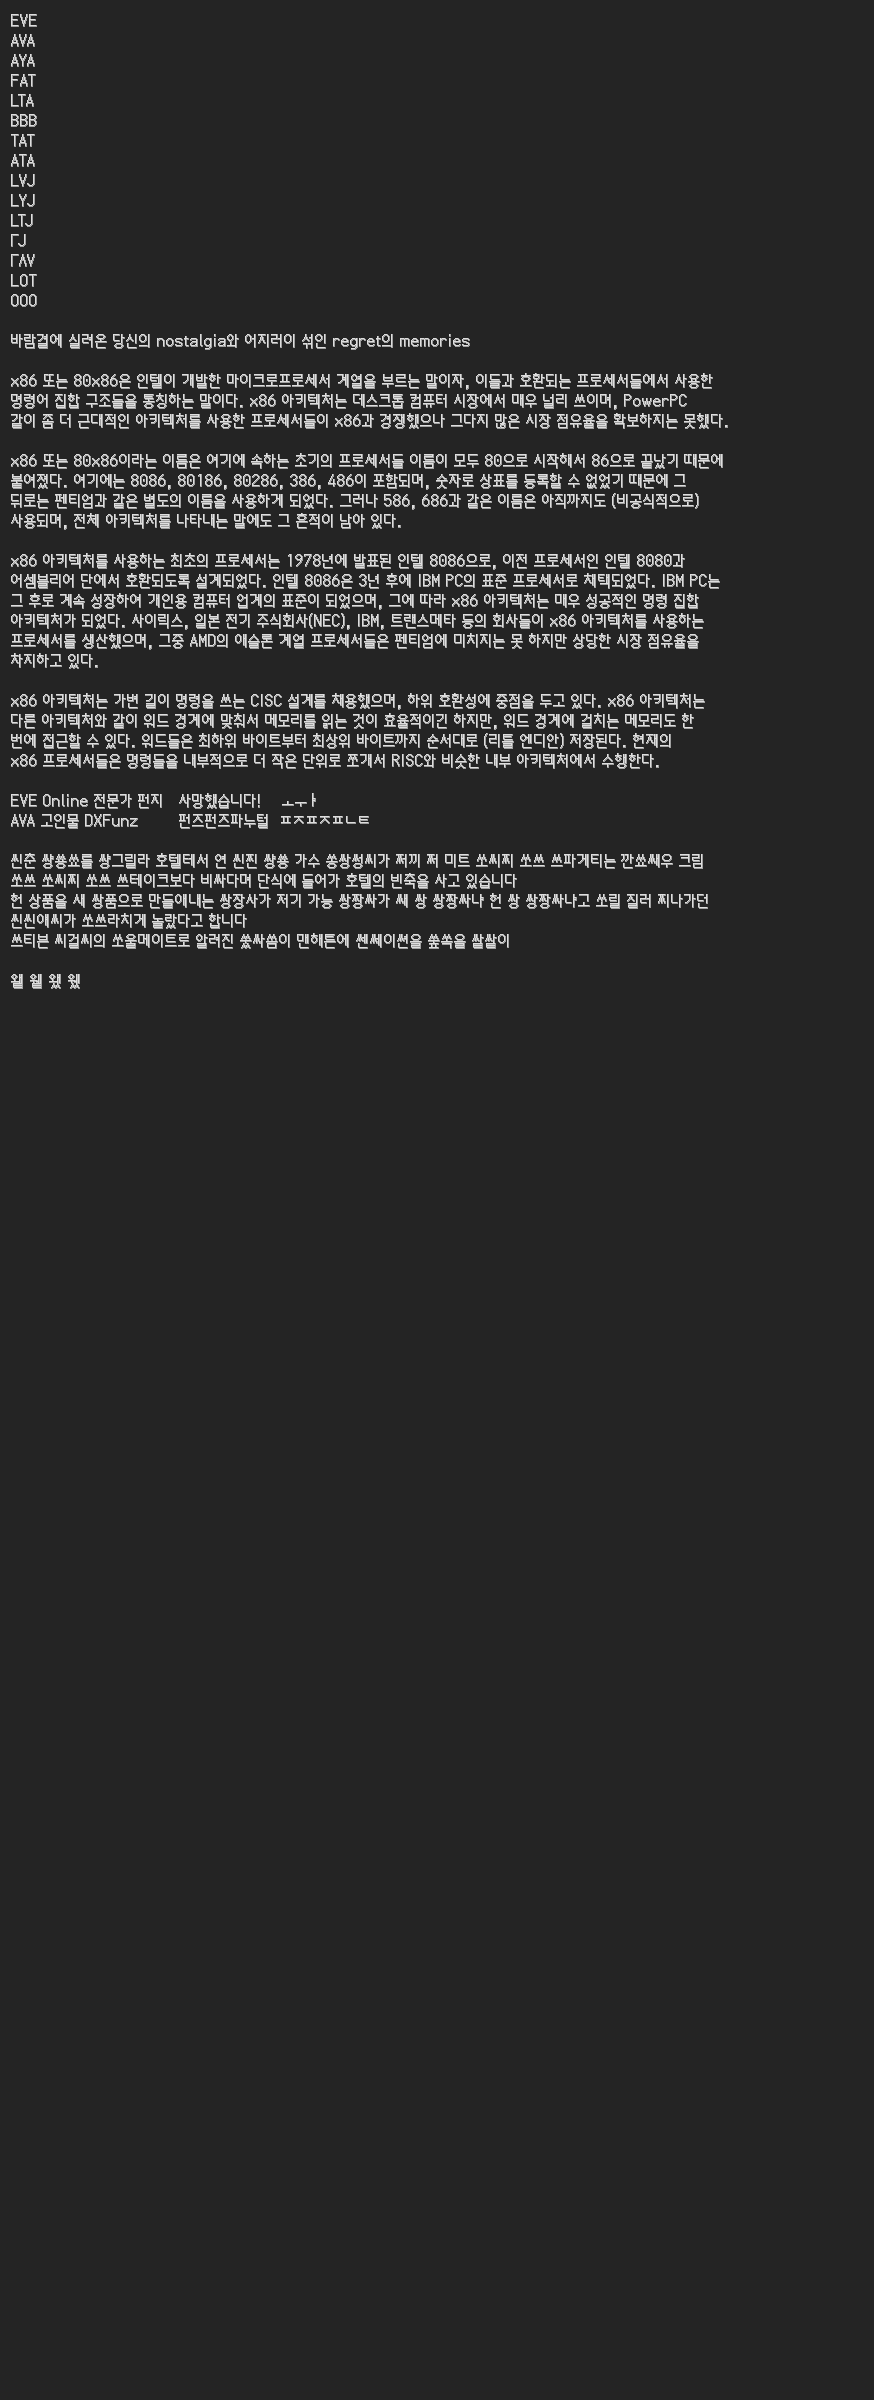 EVE
AVA
AYA
FAT
LTA
BBB
TAT
ATA
LVJ
LYJ
LTJ
ΓJ
ΓΛV
LOT
OOO
바람결에 실려온 당신의 nostalgia와 어지러이 섞인 regret의 memories
x86 또는 80x86은 인텔이 개발한 마이크로프로세서 계열을 부르는 말이자, 이들과 호환되는 프로세서들에서 사용한
명령어 집합 구조들을 통칭하는 말이다. x86 아키텍처는 데스크톱 컴퓨터 시장에서 매우 널리 쓰이며, PowerPC
같이 좀 더 근대적인 아키텍처를 사용한 프로세서들이 x86과 경쟁했으나 그다지 많은 시장 점유율을 확보하지는 못했다.
x86 또는 80x86이라는 이름은 여기에 속하는 초기의 프로세서들 이름이 모두 80으로 시작해서 86으로 끝났기 때문에
붙여졌다. 여기에는 8086, 80186, 80286, 386, 486이 포함되며, 숫자로 상표를 등록할 수 없었기 때문에 그
뒤로는 펜티엄과 같은 별도의 이름을 사용하게 되었다. 그러나 586, 686과 같은 이름은 아직까지도 (비공식적으로)
사용되며, 전체 아키텍처를 나타내는 말에도 그 흔적이 남아 있다.
x86 아키텍처를 사용하는 최초의 프로세서는 1978년에 발표된 인텔 8086으로, 이전 프로세서인 인텔 8080과
어셈블리어 단에서 호환되도록 설계되었다. 인텔 8086은 3년 후에 IBM PC의 표준 프로세서로 채택되었다. IBM PC는
그 후로 계속 성장하여 개인용 컴퓨터 업계의 표준이 되었으며, 그에 따라 x86 아키텍처는 매우 성공적인 명령 집합
아키텍처가 되었다. 사이릭스, 일본 전기 주식회사(NEC), IBM, 트랜스메타 등의 회사들이 x86 아키텍처를 사용하는
프로세서를 생산했으며, 그중 AMD의 애슬론 계열 프로세서들은 펜티엄에 미치지는 못 하지만 상당한 시장 점유율을
차지하고 있다.
x86 아키텍처는 가변 길이 명령을 쓰는 CISC 설계를 채용했으며, 하위 호환성에 중점을 두고 있다. x86 아키텍처는
다른 아키텍처와 같이 워드 경계에 맞춰서 메모리를 읽는 것이 효율적이긴 하지만, 워드 경계에 걸치는 메모리도 한
번에 접근할 수 있다. 워드들은 최하위 바이트부터 최상위 바이트까지 순서대로 (리틀 엔디안) 저장된다. 현재의
x86 프로세서들은 명령들을 내부적으로 더 작은 단위로 쪼개서 RISC와 비슷한 내부 아키텍처에서 수행한다.
EVE Online 전문가 펀지 사망했습니다! ㅗㅜㅑ
AVA 고인물 DXFunz 펀즈펀즈파누털 ㅍㅈㅍㅈㅍㄴㅌ
씬춘 썅쑝쑈를 썅그릴라 호텔테서 연 씬찐 썅쑝 가수 쏭쌍썽씨가 쩌끼 쩌 미트 쏘씨찌 쏘쓰 쓰파게티는 깐쑈쌔우 크림
쏘쓰 쏘씨찌 쏘쓰 쓰테이크보다 비싸다며 단식에 들어가 호텔의 빈축을 사고 있습니다
헌 상품을 새 쌍품으로 만들어내는 쌍장사가 저기 가능 쌍장싸가 쌔 쌍 쌍장싸냐 헌 쌍 쌍장싸냐고 쏘릴 질러 찌나가던
씬씬애씨가 쏘쓰라치게 놀랐다고 합니다
쓰티븐 씨걸씨의 쏘울메이트로 알려진 쓨싸씀이 맨해튼에 쎈쎄이썬을 쑾쏙을 쌀쌀이
웰 웰 웼 웼